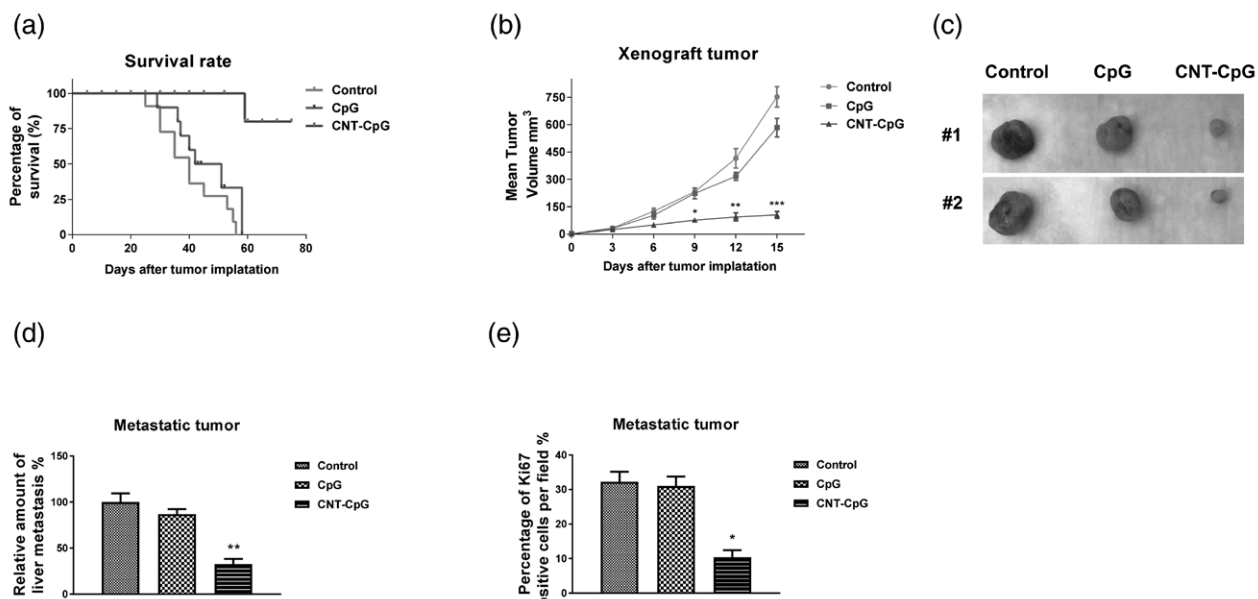 (a)
Survival rate
Percentage of
survival (%)
100
75
50
25
0
0 20 40 60 80
Days after tumor implatation
Control
CpG
CNT-CpG
(b)
Xenograft tumor
Mean Tumor
Volume mm3
750
600
450
300
150
0
* ** ***
0 3 6 9 12 15
Days after tumor implatation
Control
CpG
CNT-CpG
(c)
Control CpG CNT-CpG
#1
#2
(d)
Metastatic tumor
Relative amount of
liver metastasis %
150
100
50
0
**
Control
CpG
CNT-CpG
(e)
Metastatic tumor
Percentage of Ki67
ositive cells per field %
40
30
20
10
0
*
Control
CpG
CNT-CpG